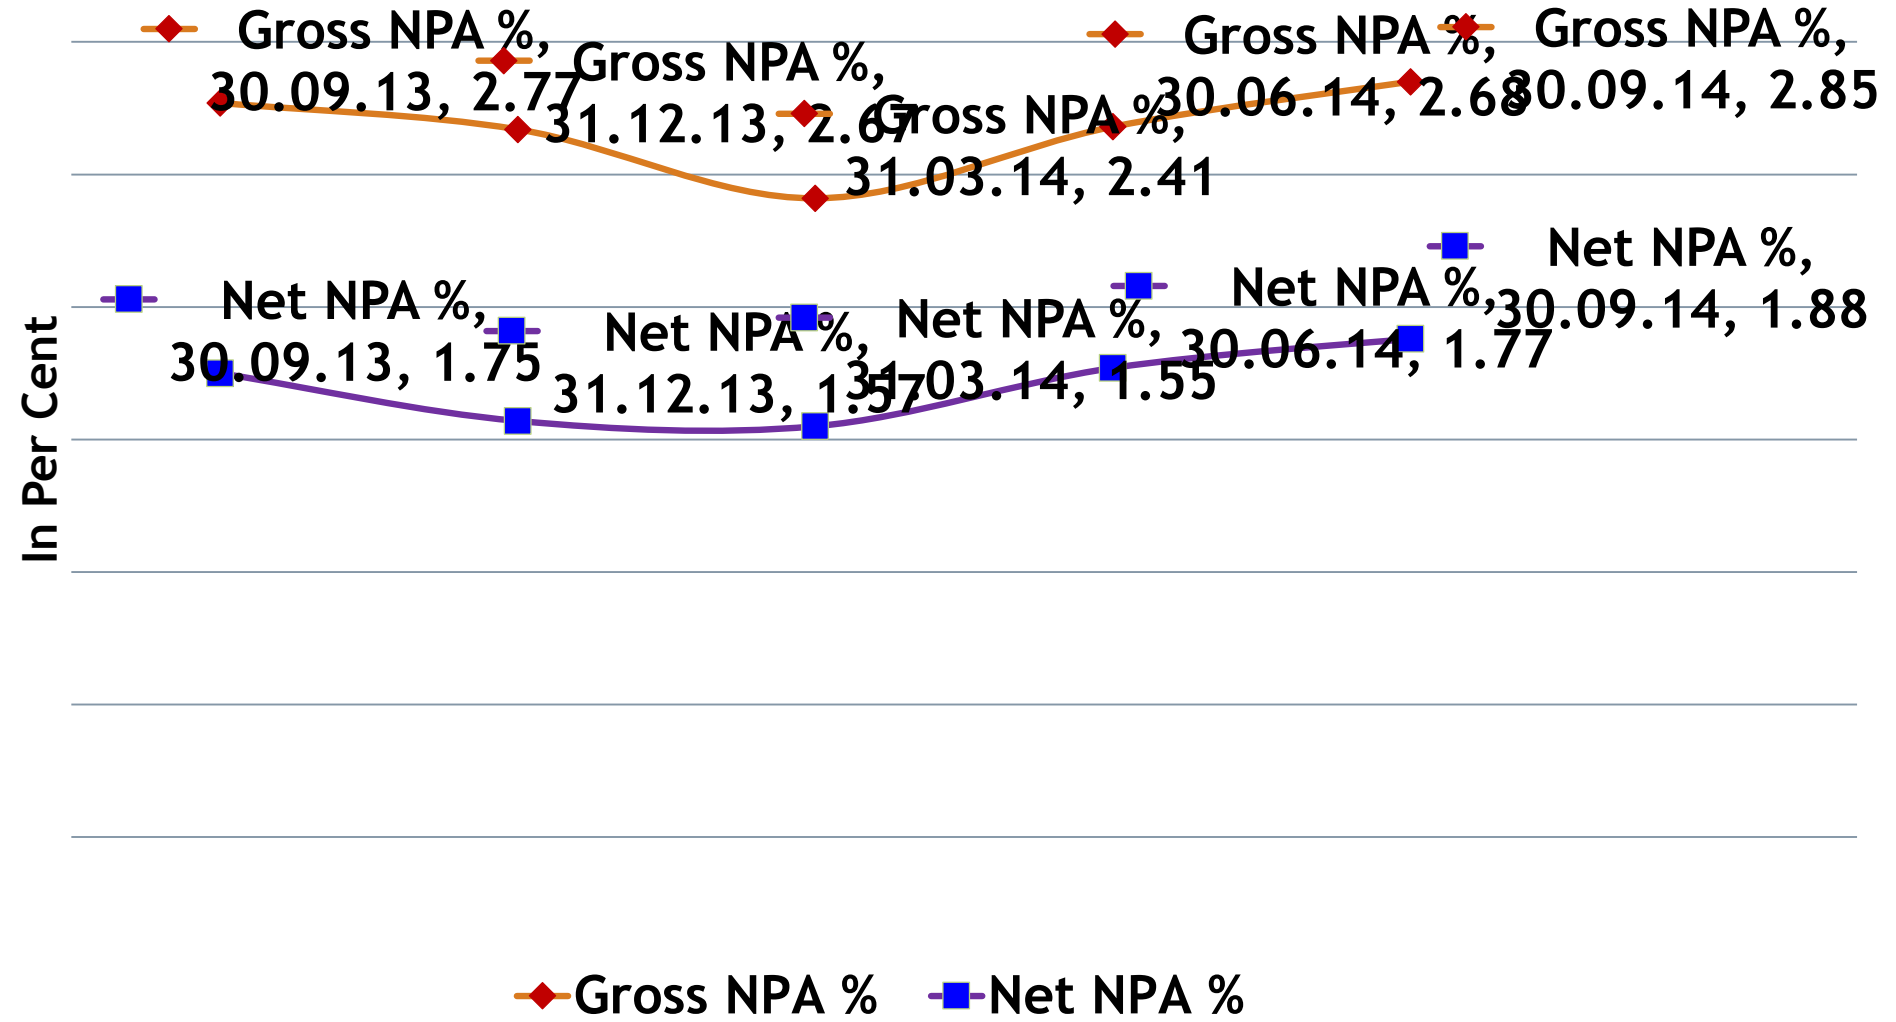 Gross NPA %,
30.09.13, 2.77
Gross NPA %,
31.12.13, 2.67
Gross NPA %,
31.03.14, 2.41
Gross NPA %,
30.06.14, 2.68
Gross NPA %,
30.09.14, 2.85
Net NPA %,
30.09.13, 1.75
Net NPA %,
31.12.13, 1.57
Net NPA %,
31.03.14, 1.55
Net NPA %,
30.06.14, 1.77
Net NPA %,
30.09.14, 1.88
In Per Cent
Gross NPA %
Net NPA %